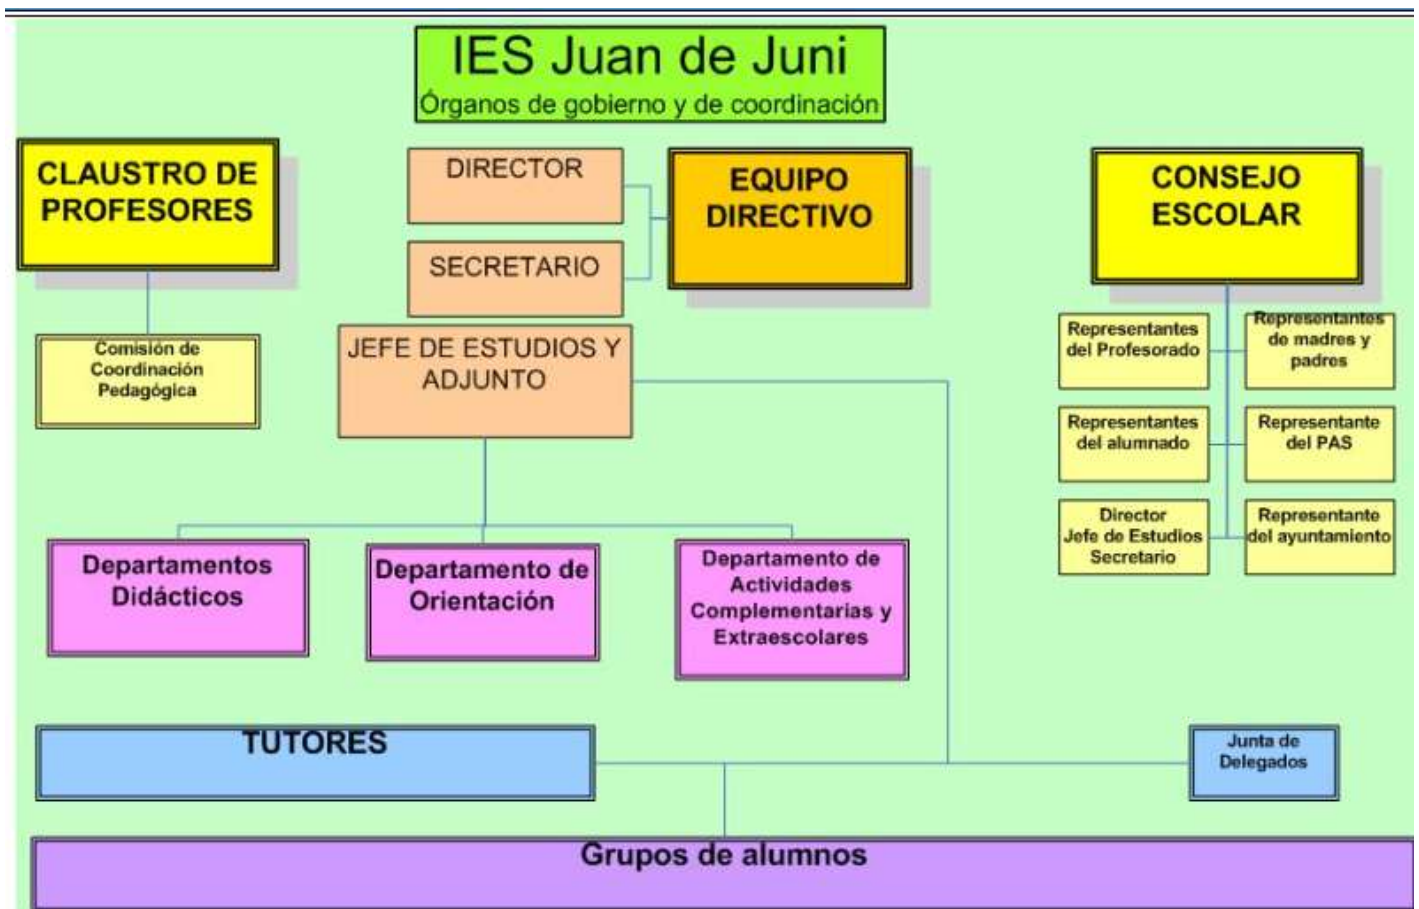 IES Juan de Juni
Órganos de gobierno y de coordinación
CLAUSTRO DE
PROFESORES
DIRECTOR
SECRETARIO
EQUIPO
DIRECTIVO
CONSEJO
ESCOLAR
Comisión de
Coordinación
Pedagógica
JEFE DE ESTUDIOS Y
ADJUNTO
Representantes
del Profesorado
Representantes
de madres y
padres
Representantes
del alumnado
Representante
del PAS
Director
Jefe de Estudios
Secretario
Representante
del ayuntamiento
Departamentos
Didácticos
Departamento de
Orientación
Departamento de
Actividades
Complementarias y
Extraescolares
TUTORES
Junta de
Delegados
Grupos de alumnos